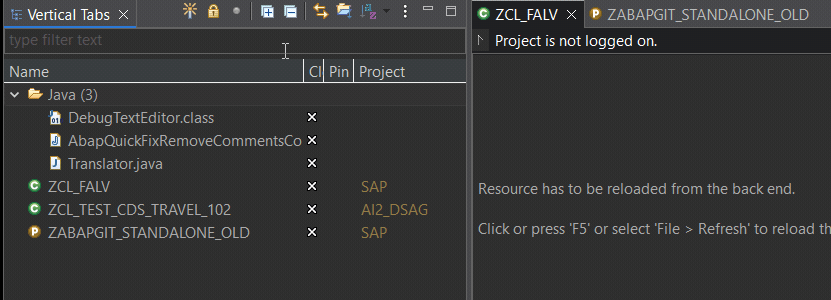 Vertical Tabs
type filter text
Name Cl Pin Project
Java (3)
DebugTextEditor.class
AbapQuickFixRemoveCommentsCo
Translator.java
ZCL_FALV SAP
ZCL_TEST_CDS_TRAVEL_102 AI2_DSAG
ZABAPGIT_STANDALONE_OLD SAP
ZCL_FALV ZABAPGIT_STANDALONE_OLD
Project is not logged on.
Resource has to be reloaded from the back end.
Click or press 'F5' or select 'File > Refresh' to reload th